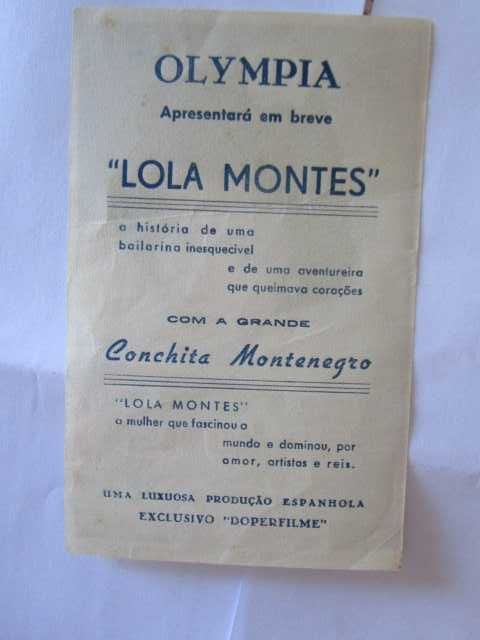 OLYMPIA
Apresentará em breve
"LOLA MONTES"
a história de uma
bailarina inesquecivel
e de uma aventureira
que queimava corações
COM A GRANDE
Conchita Montenegro
"LOLA MONTES"
a mulher que fascinou o
mundo e dominou, por
amor, artistas e reis.
UMA LUXUOSA PRODUÇÃO ESPANHOLA
EXCLUSIVO "DOPERFILME"